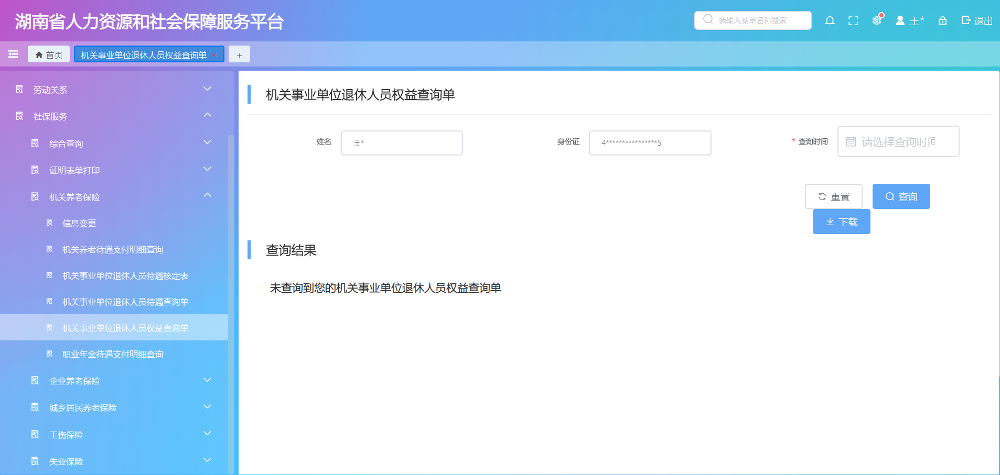 湖南省人力资源和社会保障服务平台
请输入菜单名称搜索
王*
退出
首页
机关事业单位退休人员权益查询单 ×
+
劳动关系
社保服务
综合查询
证明表单打印
机关养老保险
信息变更
机关养老待遇支付明细查询
机关事业单位退休人员待遇核定表
机关事业单位退休人员待遇查询单
机关事业单位退休人员权益查询单
职业年金待遇支付明细查询
企业养老保险
城乡居民养老保险
工伤保险
失业保险
机关事业单位退休人员权益查询单
姓名 王*
身份证 4****************5
* 查询时间 请选择查询时间
重置
查询
下载
查询结果
未查询到您的机关事业单位退休人员权益查询单